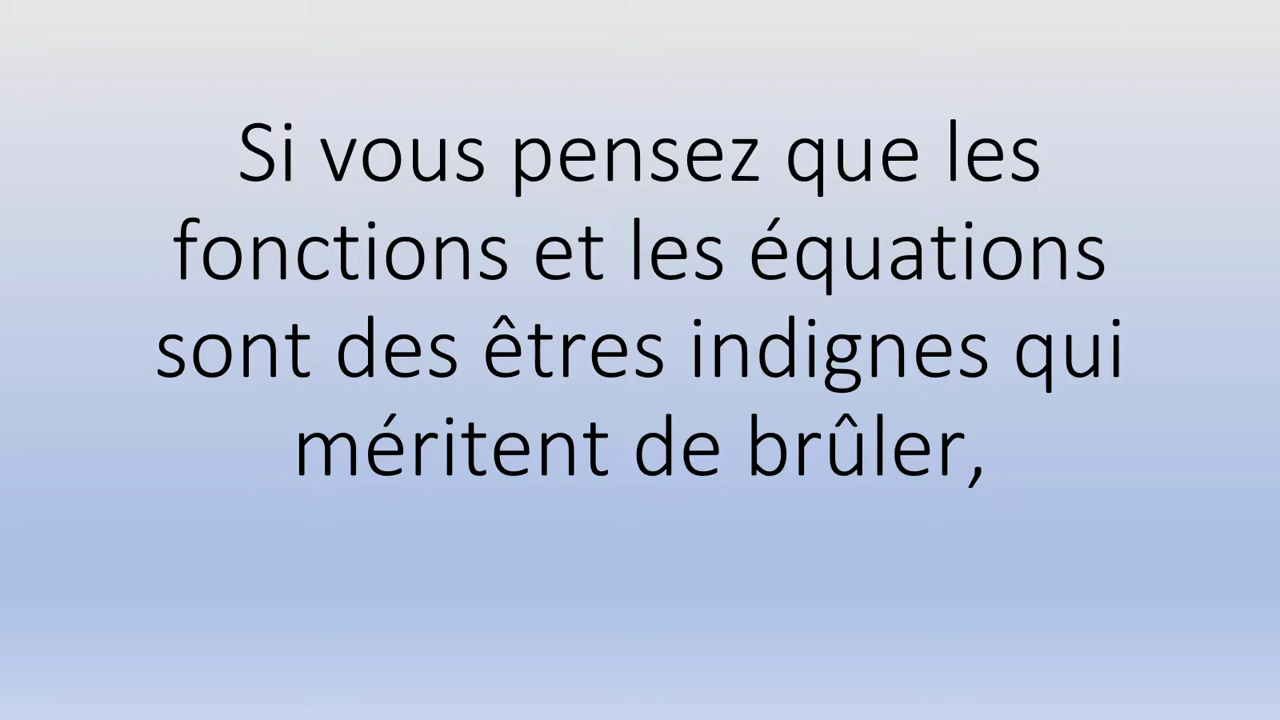 Si vous pensez que les
fonctions et les équations
sont des êtres indignes qui
méritent de brûler,